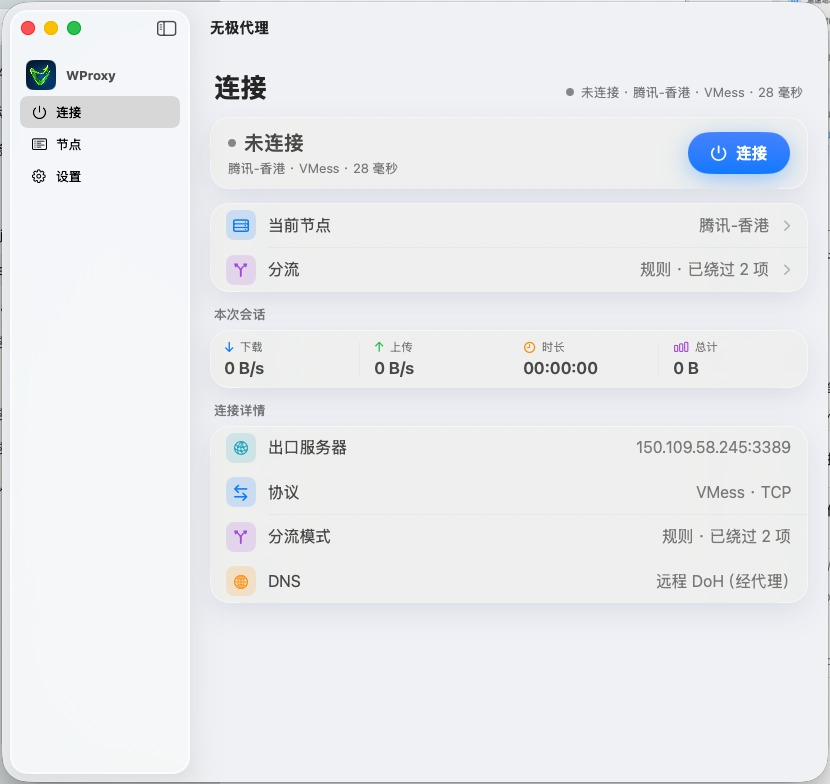 无极代理
WProxy
连接
节点
设置
连接
未连接 · 腾讯-香港 · VMess · 28 毫秒
未连接
腾讯-香港 · VMess · 28 毫秒
连接
当前节点 腾讯-香港
分流 规则 · 已绕过 2 项
本次会话
下载 上传 时长 总计
0 B/s 0 B/s 00:00:00 0 B
连接详情
出口服务器 150.109.58.245:3389
协议 VMess · TCP
分流模式 规则 · 已绕过 2 项
DNS 远程 DoH (经代理)